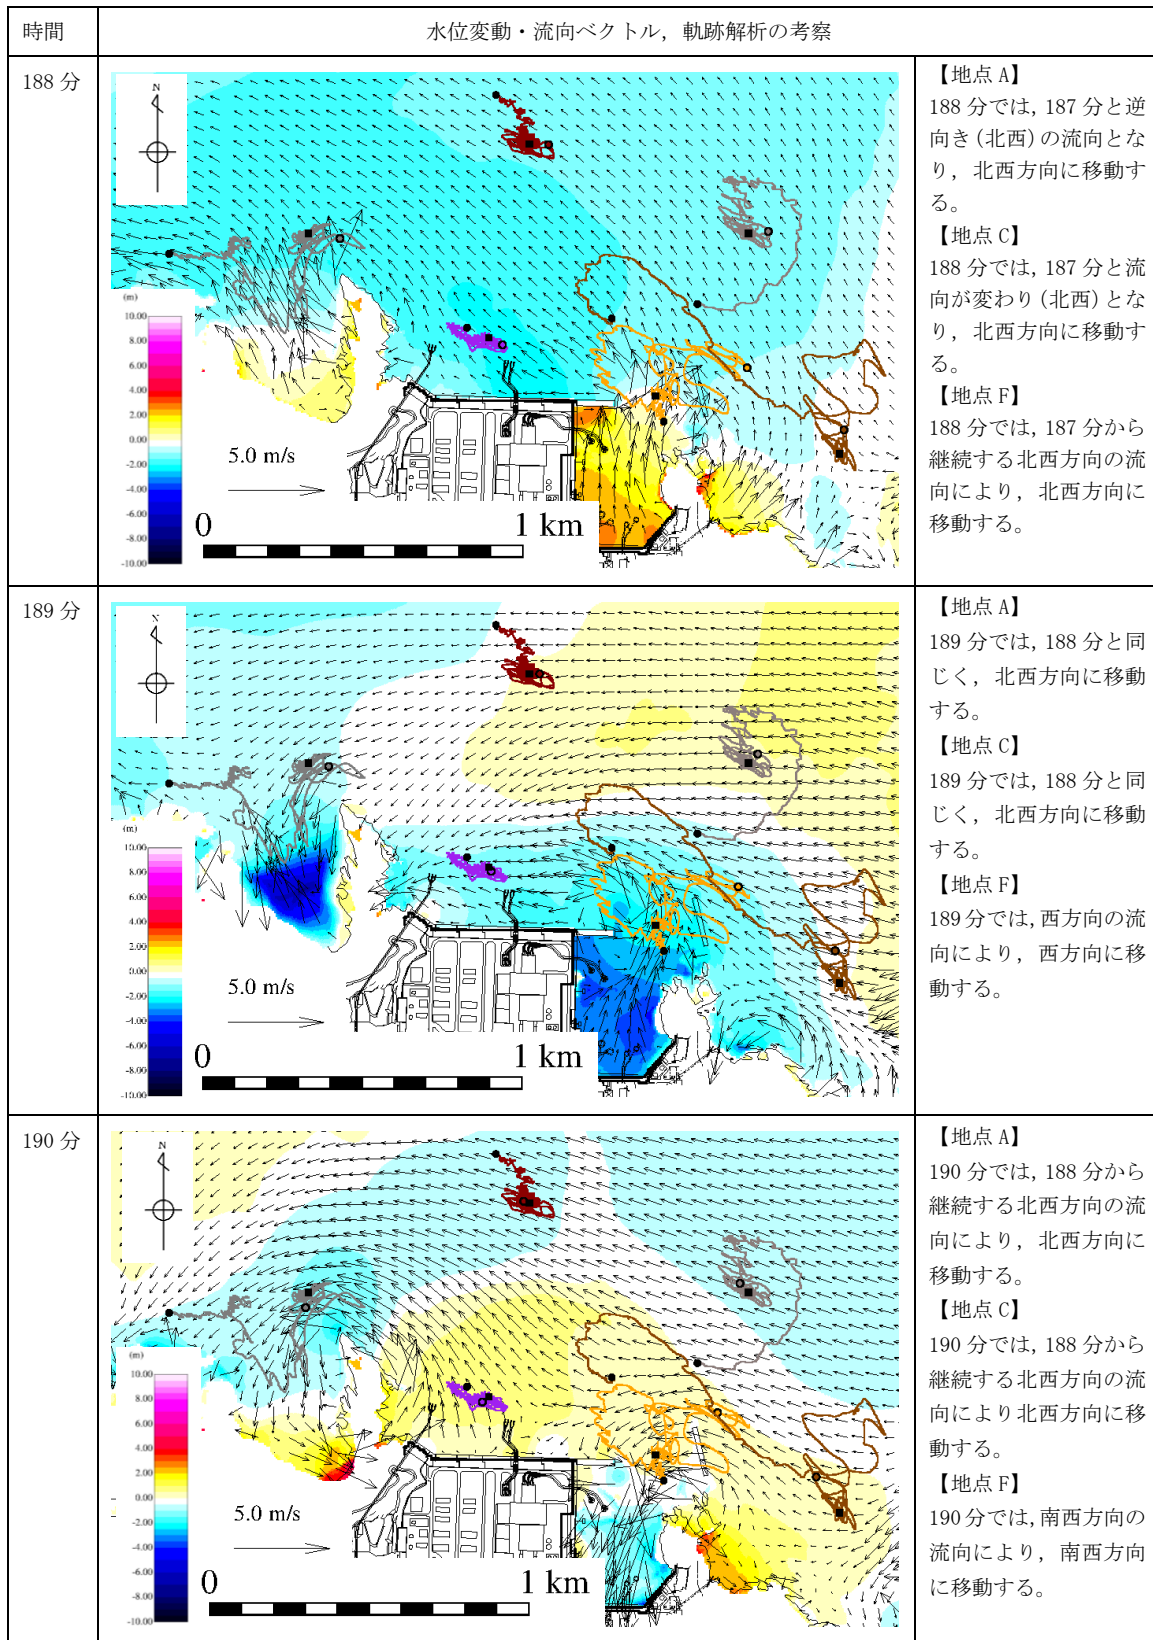 時間
水位変動・流向ベクトル，軌跡解析の考察
188 分
N
(m)
10.00
8.00
6.00
4.00
2.00
0.00
-2.00
-4.00
-6.00
-8.00
-10.00
5.0 m/s
0
1 km
【地点 A】
188 分では，187 分と逆
向き（北西）の流向とな
り，北西方向に移動す
る。
【地点 C】
188 分では，187 分と流
向が変わり（北西）とな
り，北西方向に移動す
る。
【地点 F】
188 分では，187 分から
継続する北西方向の流
向により，北西方向に
移動する。
189 分
N
(m)
10.00
8.00
6.00
4.00
2.00
0.00
-2.00
-4.00
-6.00
-8.00
-10.00
5.0 m/s
0
1 km
【地点 A】
189 分では，188 分と同
じく，北西方向に移動
する。
【地点 C】
189 分では，188 分と同
じく，北西方向に移動
する。
【地点 F】
189 分では，西方向の流
向により，西方向に移
動する。
190 分
N
(m)
10.00
8.00
6.00
4.00
2.00
0.00
-2.00
-4.00
-6.00
-8.00
-10.00
5.0 m/s
0
1 km
【地点 A】
190 分では，188 分から
継続する北西方向の流
向により，北西方向に
移動する。
【地点 C】
190 分では，188 分から
継続する北西方向の流
向により北西方向に移
動する。
【地点 F】
190 分では，南西方向の
流向により，南西方向
に移動する。